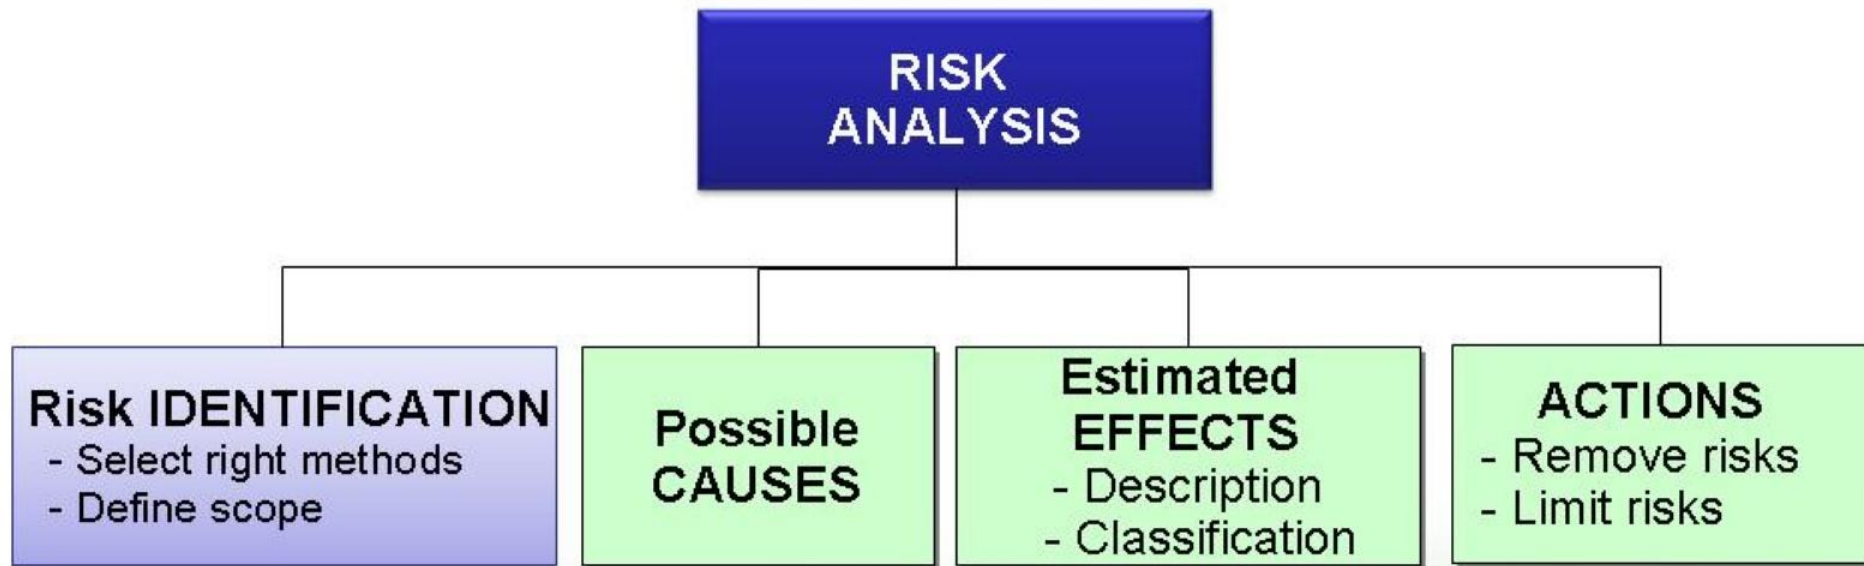 RISK
ANALYSIS
Risk IDENTIFICATION
- Select right methods
- Define scope
Possible
CAUSES
Estimated
EFFECTS
- Description
- Classification
ACTIONS
- Remove risks
- Limit risks